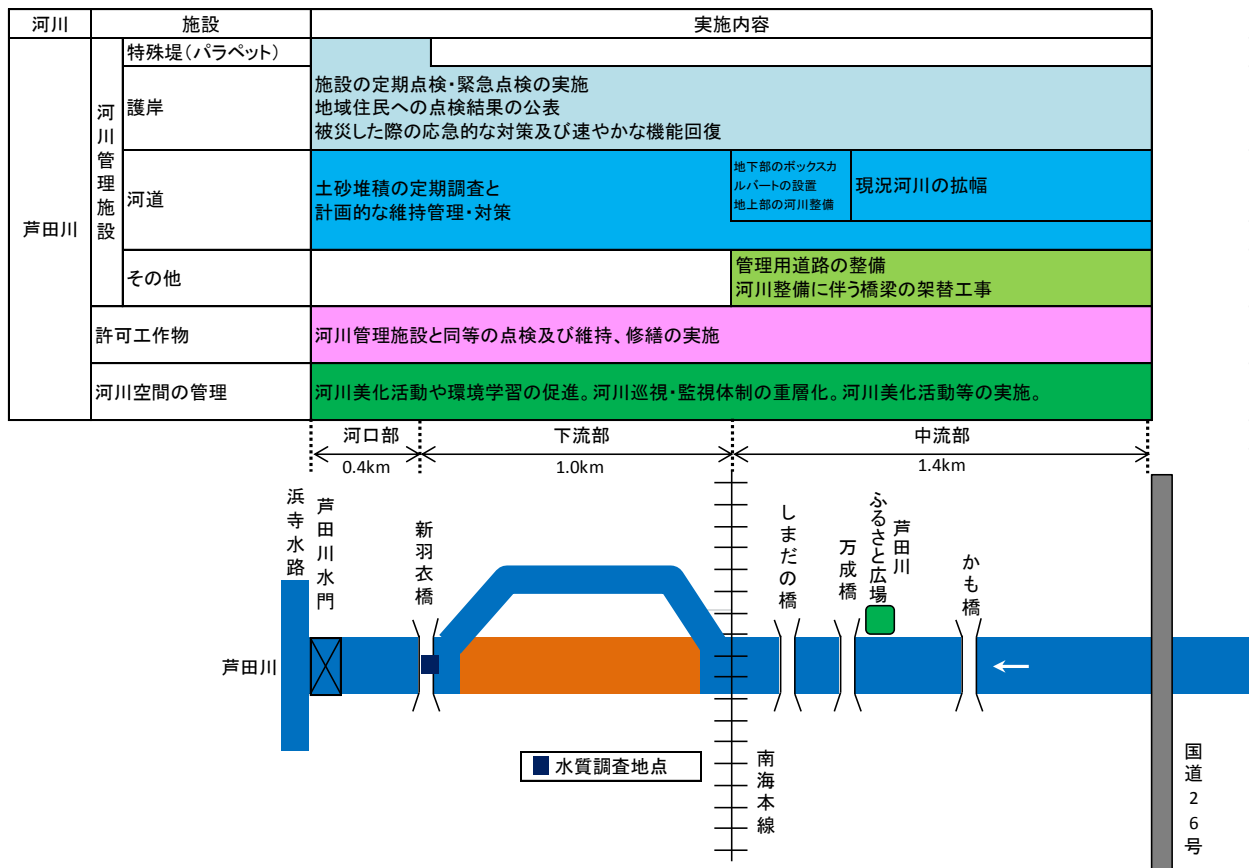 河川 施設 実施内容
芦田川
河川管理施設
特殊堤（パラペット）
護岸
施設の定期点検・緊急点検の実施
地域住民への点検結果の公表
被災した際の応急的な対策及び速やかな機能回復
河道
土砂堆積の定期調査と
計画的な維持管理・対策
地下部のボックスカ
ルバートの設置
地上部の河川整備
現況河川の拡幅
その他
管理用道路の整備
河川整備に伴う橋梁の架替工事
許可工作物
河川管理施設と同等の点検及び維持、修繕の実施
河川空間の管理
河川美化活動や環境学習の促進。河川巡視・監視体制の重層化。河川美化活動等の実施。
河口部 下流部 中流部
0.4km 1.0km 1.4km
浜寺水路
芦田川水門
新羽衣橋
しまだの橋
万成橋
芦田川
ふるさと広場
かも橋
芦田川
←
水質調査地点
南海本線
国道26号